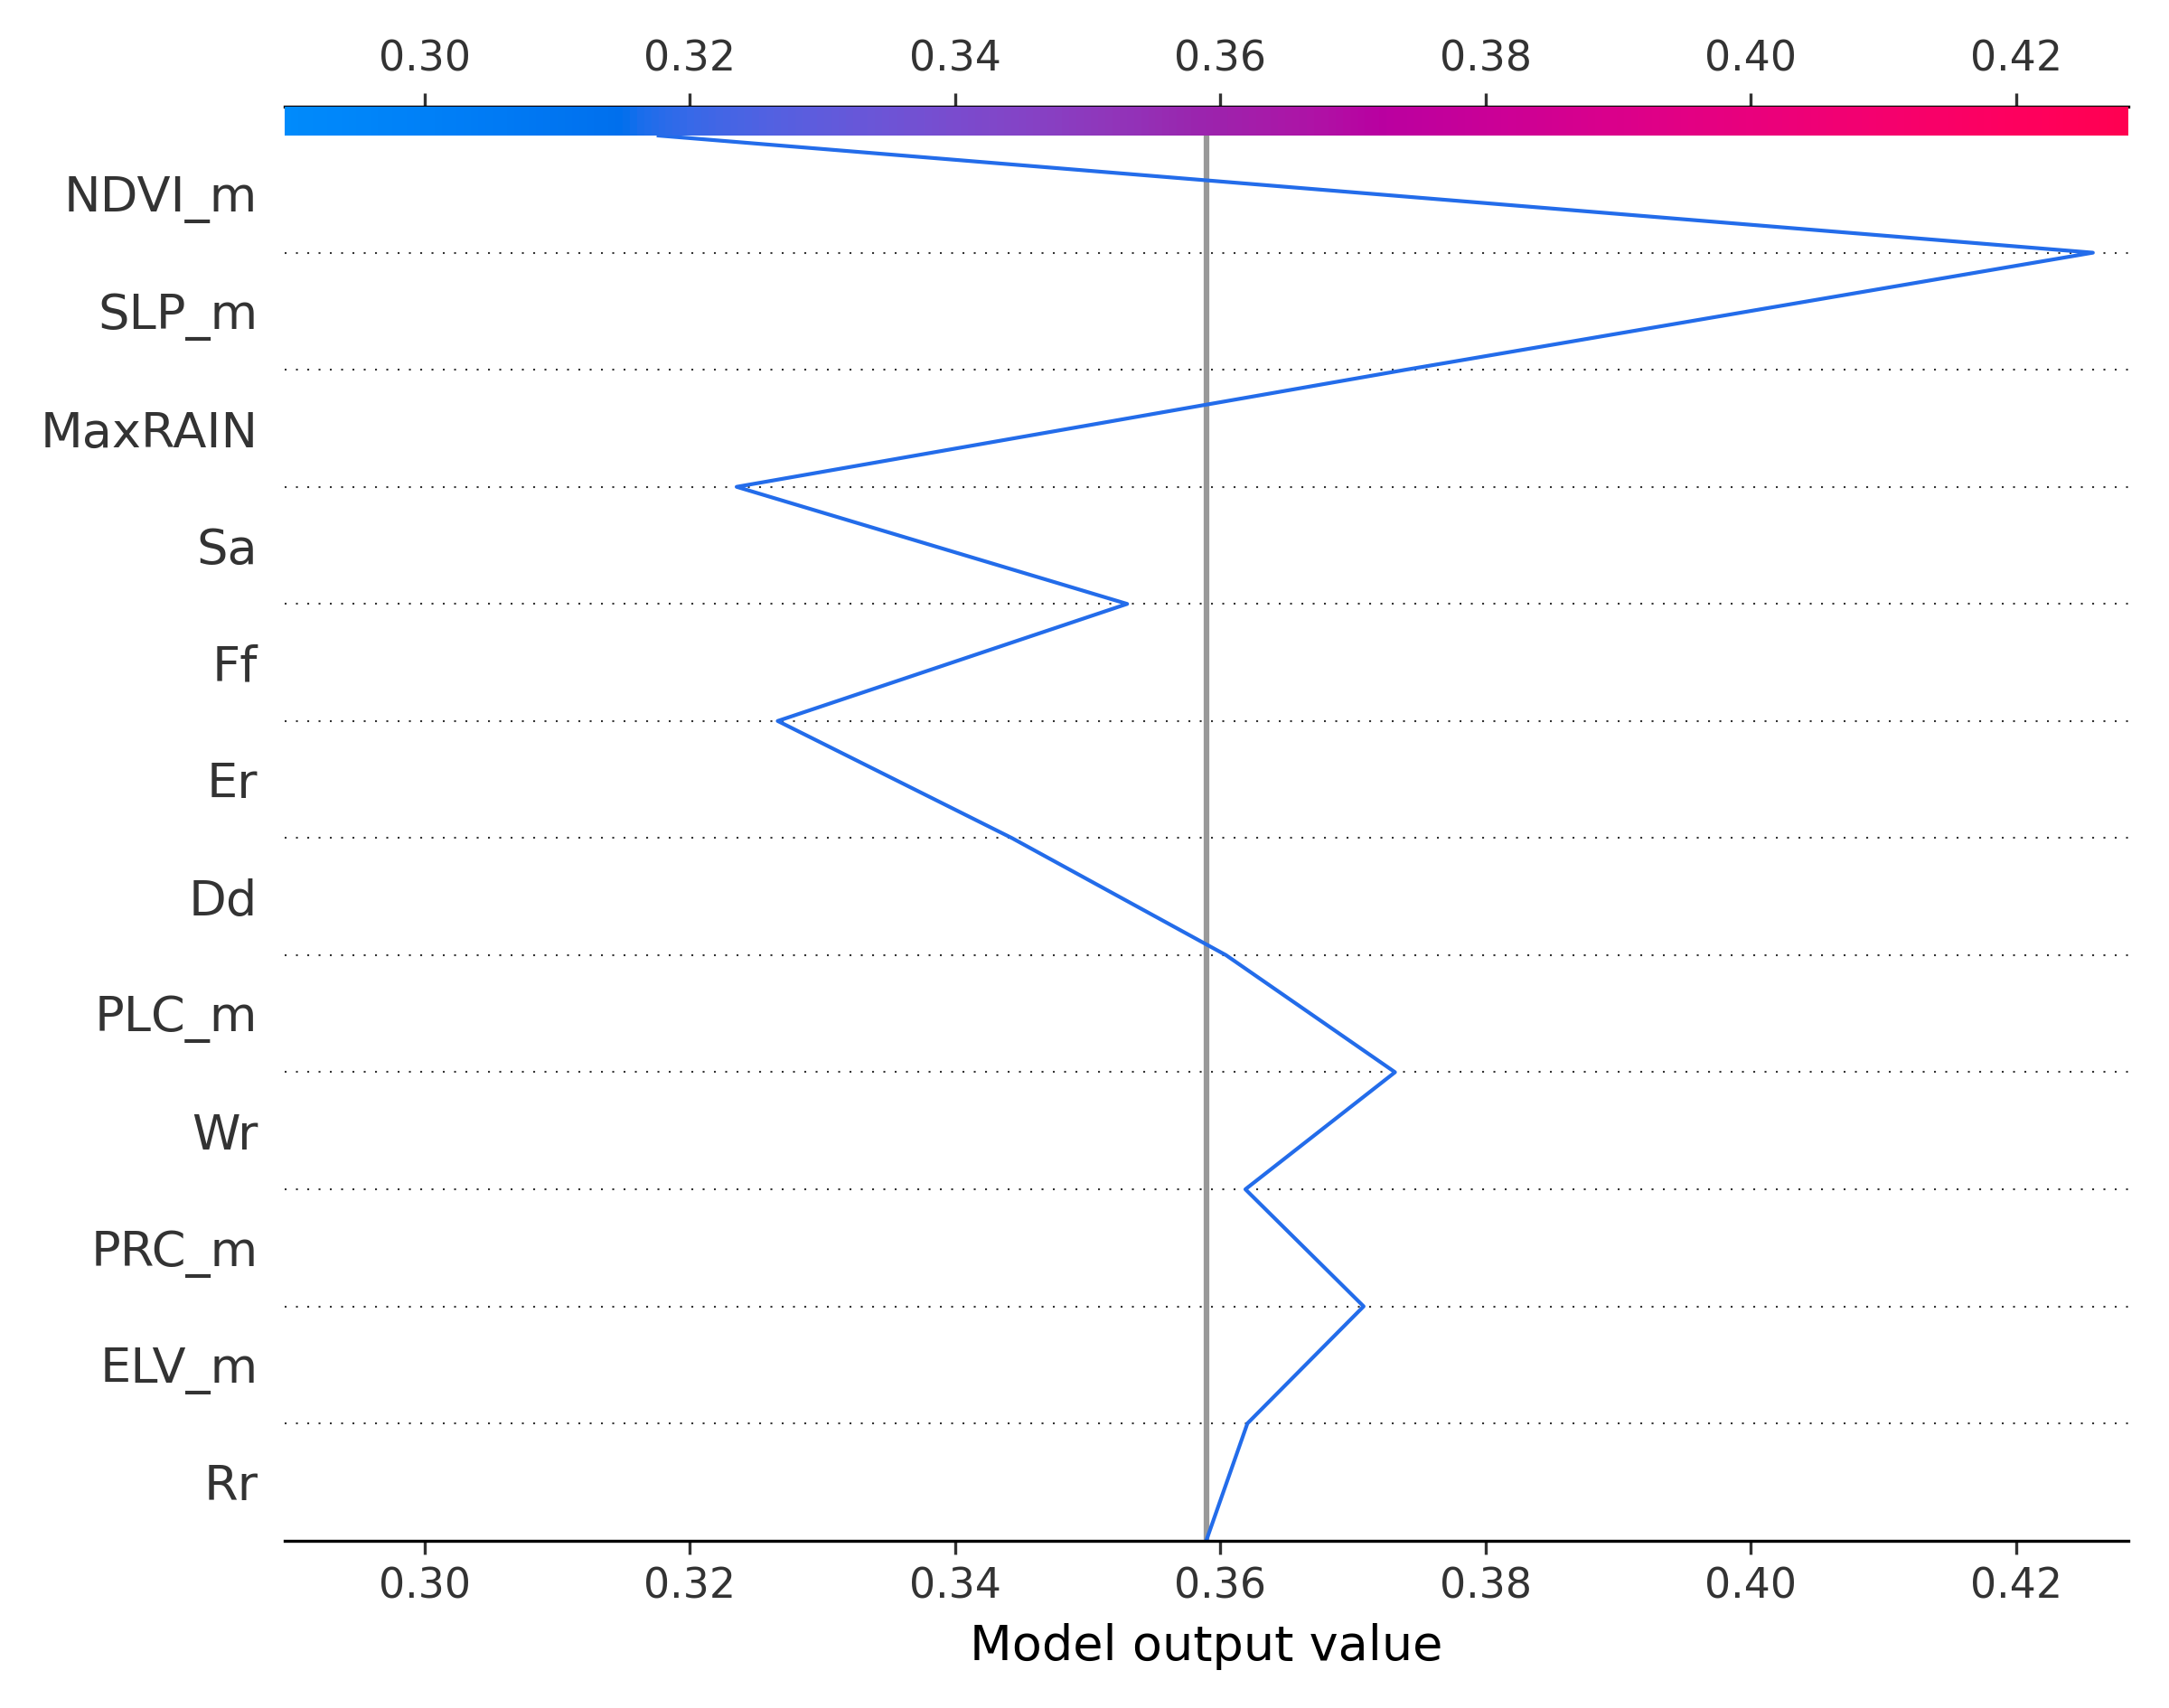 0.30 0.32 0.34 0.36 0.38 0.40 0.42
NDVI_m
SLP_m
MaxRAIN
Sa
Ff
Er
Dd
PLC_m
Wr
PRC_m
ELV_m
Rr
0.30 0.32 0.34 0.36 0.38 0.40 0.42
Model output value